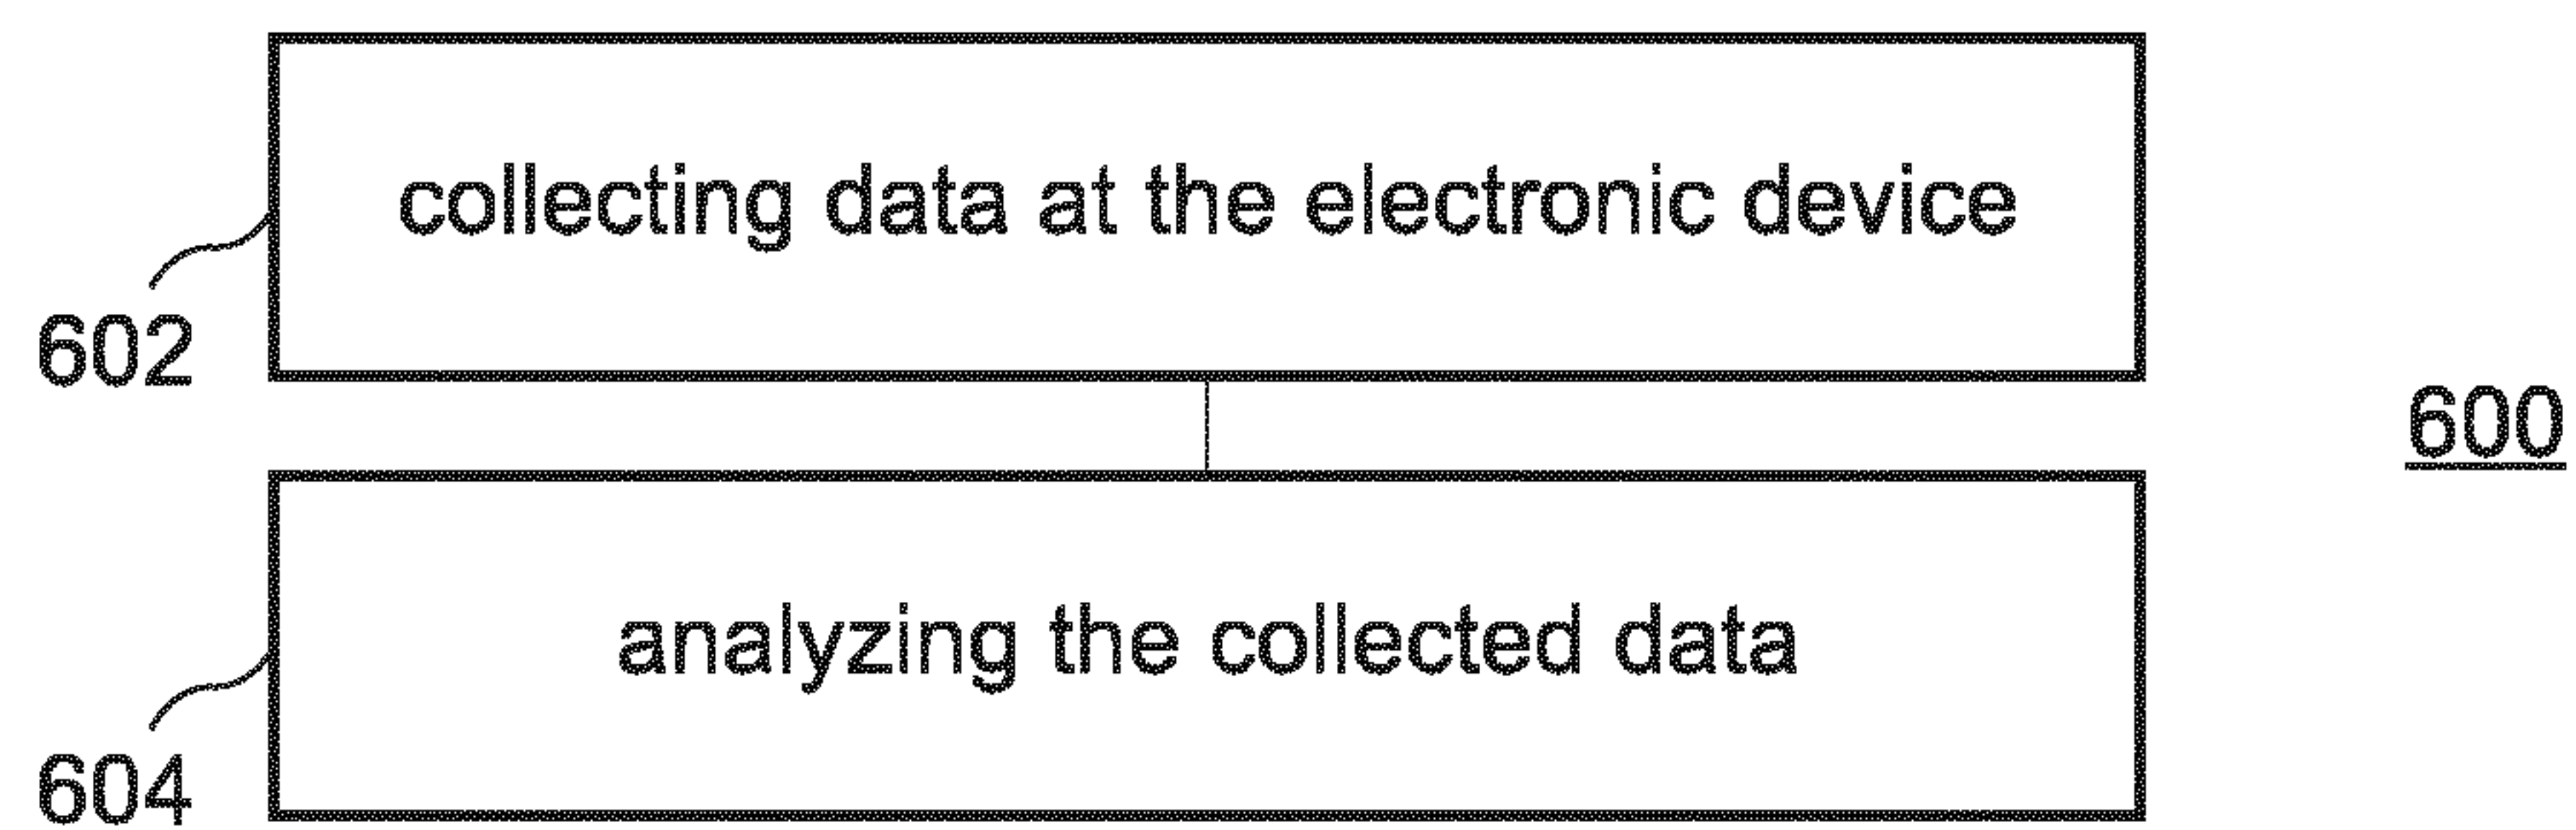 collecting data at the electronic device
602
600
analyzing the collected data
604